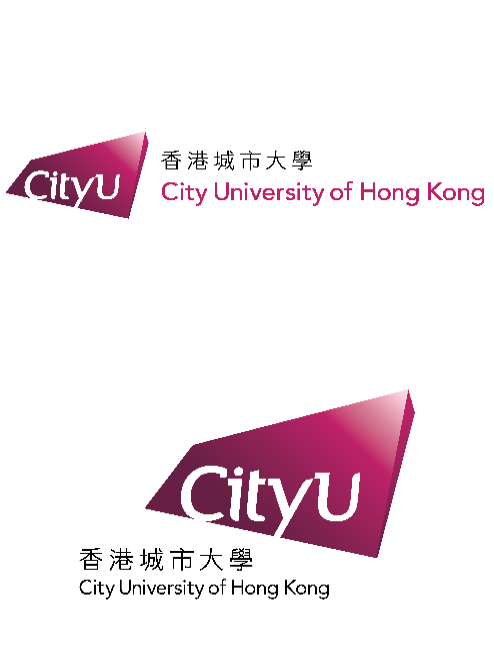 CityU
香港城市大學
City University of Hong Kong
CityU
香港城市大學
City University of Hong Kong